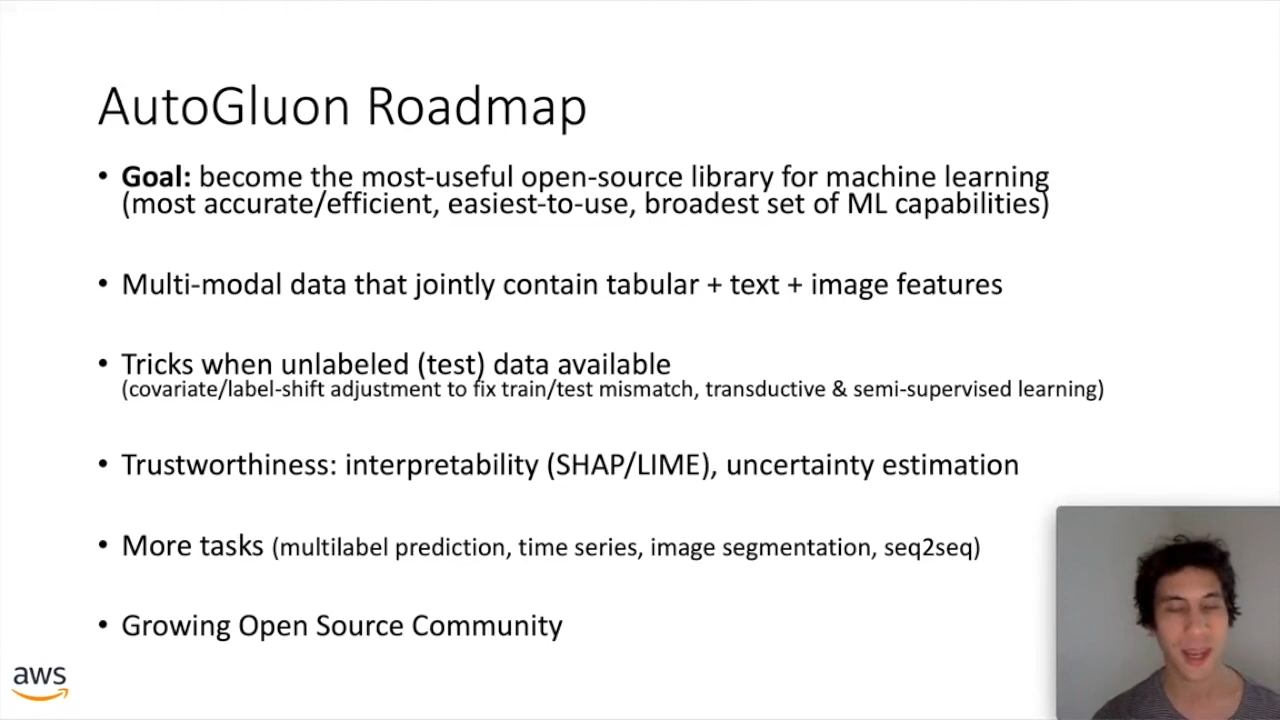 AutoGluon Roadmap
• Goal: become the most-useful open-source library for machine learning
(most accurate/efficient, easiest-to-use, broadest set of ML capabilities)
• Multi-modal data that jointly contain tabular + text + image features
• Tricks when unlabeled (test) data available
(covariate/label-shift adjustment to fix train/test mismatch, transductive & semi-supervised learning)
• Trustworthiness: interpretability (SHAP/LIME), uncertainty estimation
• More tasks (multilabel prediction, time series, image segmentation, seq2seq)
• Growing Open Source Community
aws